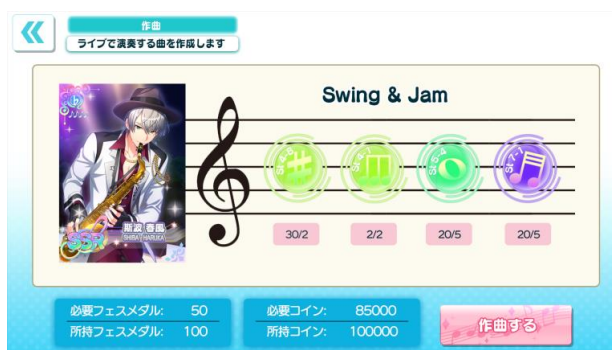 作曲
ライブで演奏する曲を作成します
Swing & Jam
斯波 春風
SHIBA HARUKA
SSR
30/2
2/2
20/5
20/5
必要フェスメダル: 50
所持フェスメダル: 100
必要コイン: 85000
所持コイン: 100000
作曲する